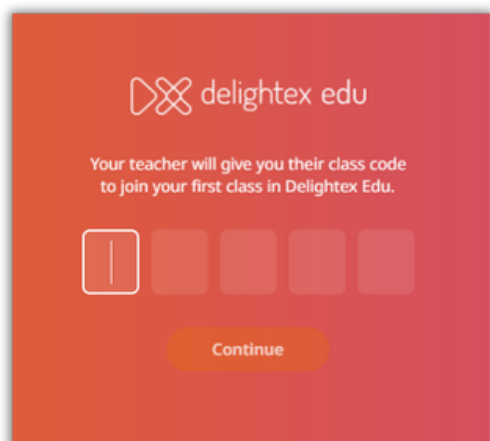 delightex edu
Your teacher will give you their class code
to join your first class in Delightex Edu.
Continue